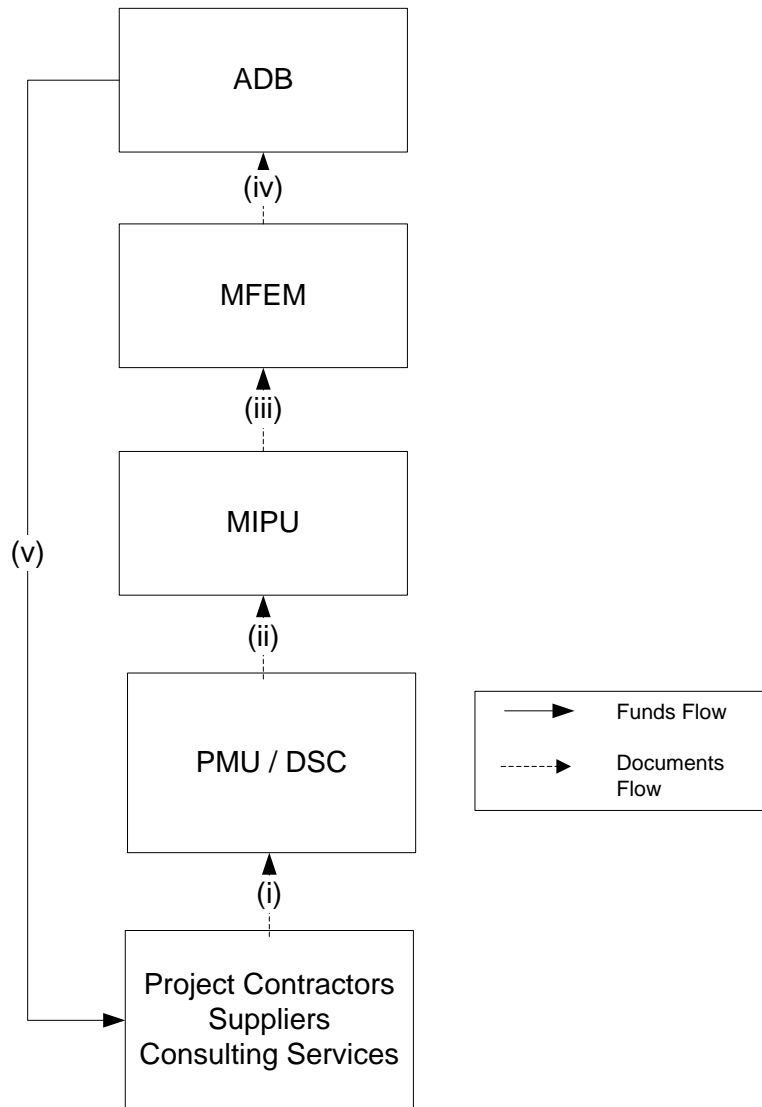 ADB
(iv)
MFEM
(iii)
MIPU
(v)
(ii)
PMU / DSC
Funds Flow
Documents
Flow
(i)
Project Contractors
Suppliers
Consulting Services